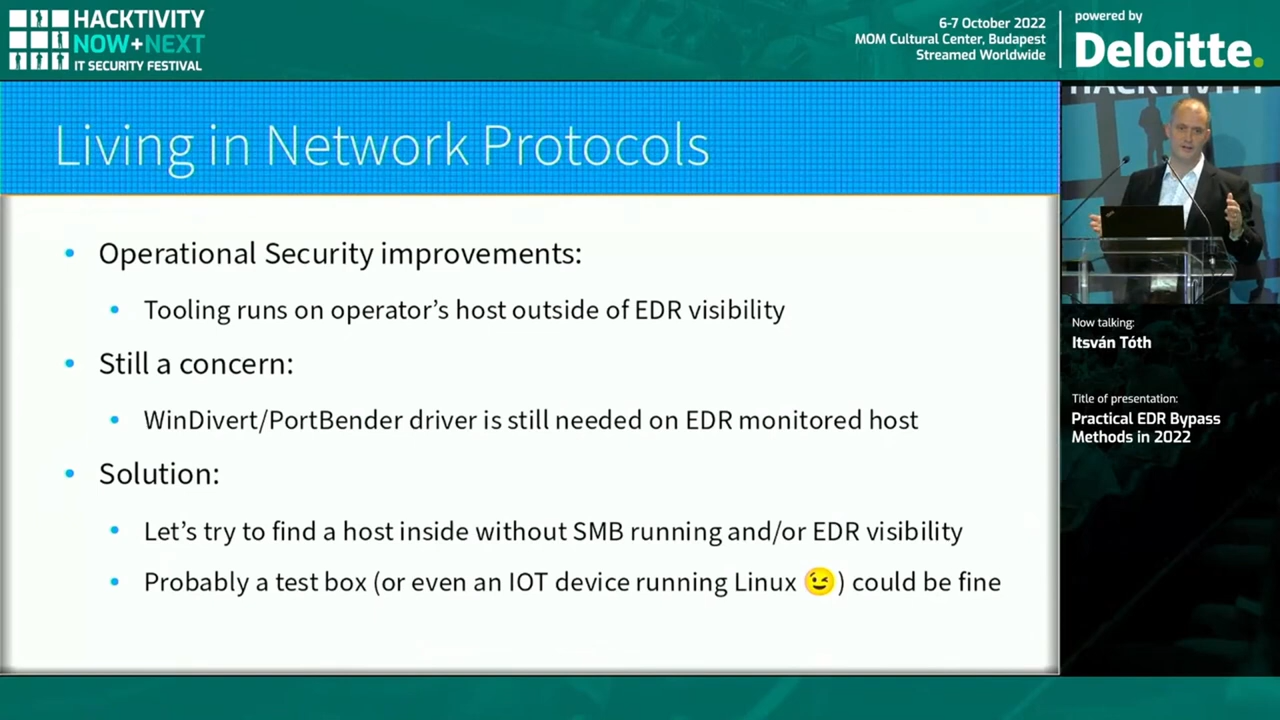 HACKTIVITY
NOW+NEXT
IT SECURITY FESTIVAL
6-7 October 2022
MOM Cultural Center, Budapest
Streamed Worldwide
powered by
Deloitte.
Living in Network Protocols
• Operational Security improvements:
• Tooling runs on operator’s host outside of EDR visibility
• Still a concern:
• WinDivert/PortBender driver is still needed on EDR monitored host
• Solution:
• Let’s try to find a host inside without SMB running and/or EDR visibility
• Probably a test box (or even an IOT device running Linux 😉) could be fine
HACKTIVITY
Now talking:
Itsván Tóth
Title of presentation:
Practical EDR Bypass
Methods in 2022